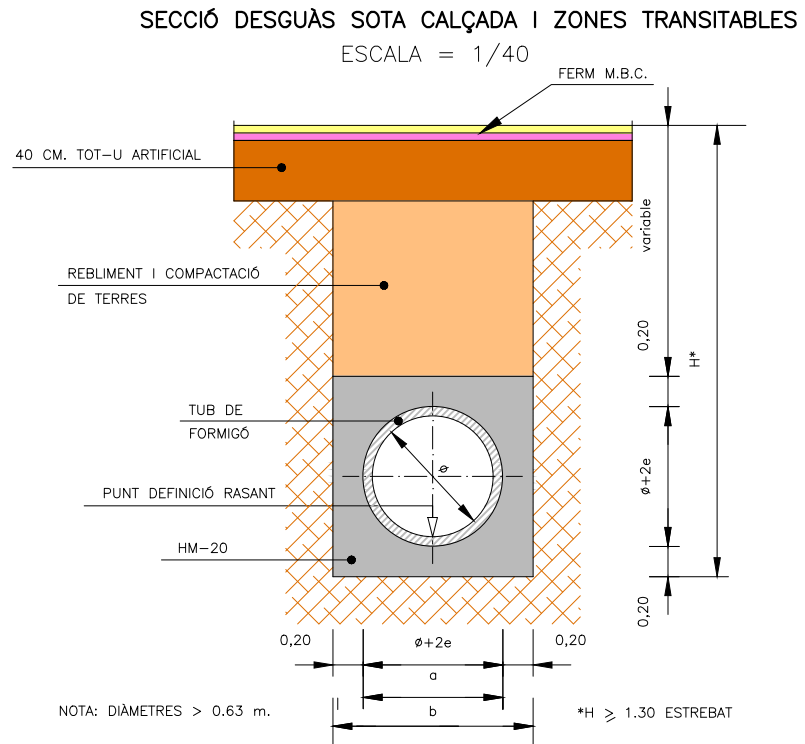 SECCIÓ DESGUÀS SOTA CALÇADA I ZONES TRANSITABLES
ESCALA = 1/40
FERM M.B.C.
40 CM. TOT-U ARTIFICIAL
variable
REBLIMENT I COMPACTACIÓ
DE TERRES
0,20
H*
TUB DE
FORMIGÓ
ø
ø+2e
PUNT DEFINICIÓ RASANT
HM-20
0,20
0,20
ø+2e
0,20
a
b
NOTA: DIÀMETRES > 0.63 m.
*H ≥ 1.30 ESTREBAT